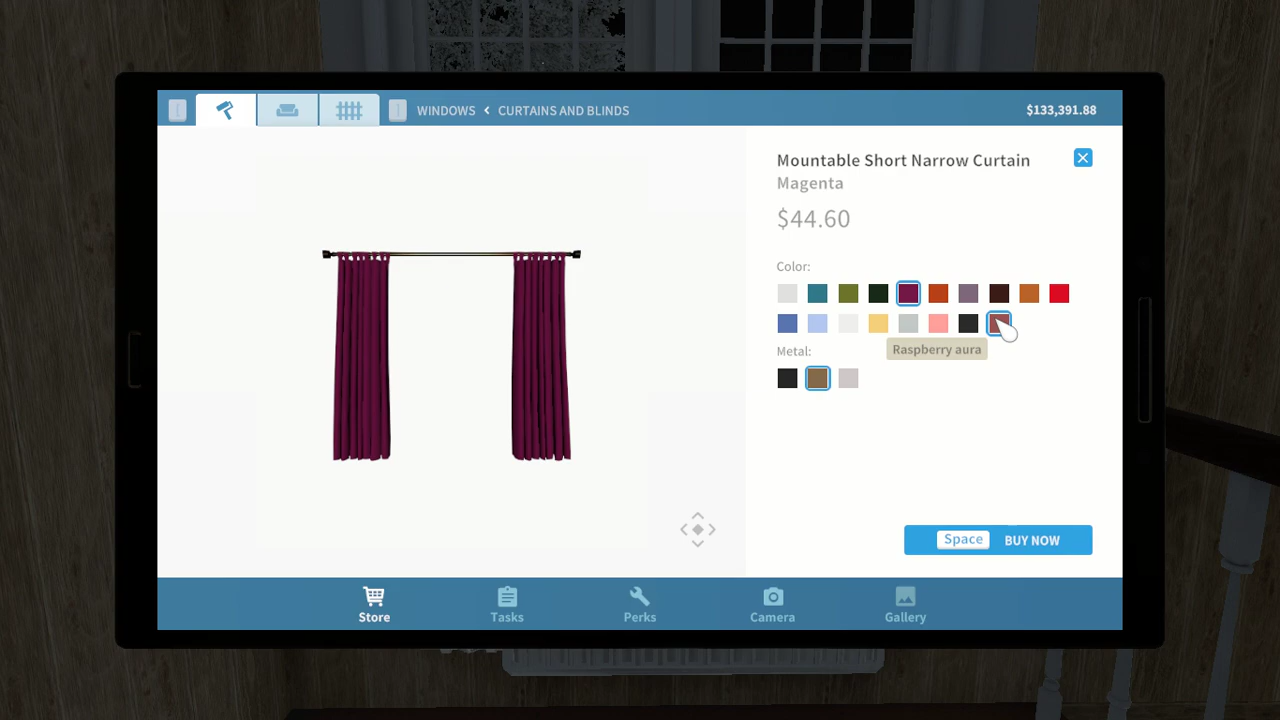 WINDOWS < CURTAINS AND BLINDS
$133,391.88
Mountable Short Narrow Curtain
Magenta
$44.60
Color:
Raspberry aura
Metal:
Space BUY NOW
Store
Tasks
Perks
Camera
Gallery